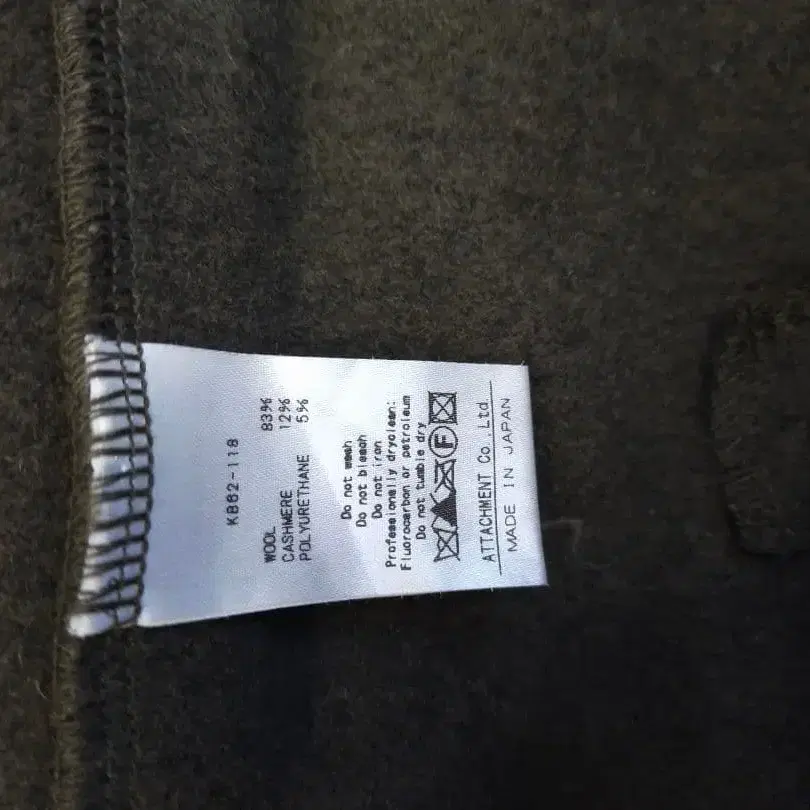 KB62-118
WOOL 83%
CASHMERE 12%
POLYURETHANE 5%
Do not wash
Do not bleach
Do not iron
Professionally dryclean:
Fluorocarbon or petroleum
Do not tumble dry
F
ATTACHMENT Co.,Ltd.
MADE IN JAPAN